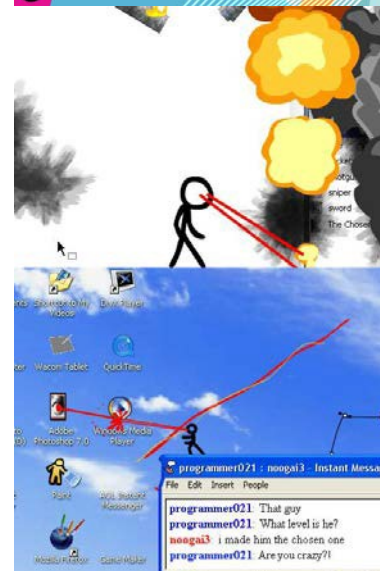 sniper
sword
The Chosen
Shortcut to My
Videos
DivX Player
Wacom Tablet
QuickTime
Adobe
Photoshop 7.0
Windows Media
Player
Paint
AOL Instant
Messenger
Mozilla Firefox
Game Maker
programmer021 : noogai3 - Instant Messa
File Edit Insert People
programmer021: That guy
programmer021: What level is he?
noogai3: i made him the chosen one
programmer021: Are you crazy?!